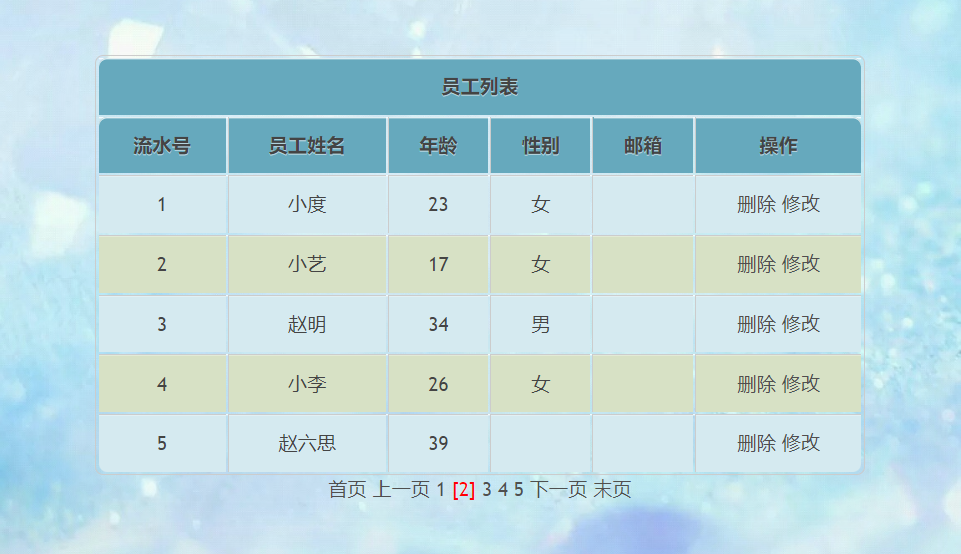 员工列表
流水号 员工姓名 年龄 性别 邮箱 操作
1 小度 23 女 删除 修改
2 小艺 17 女 删除 修改
3 赵明 34 男 删除 修改
4 小李 26 女 删除 修改
5 赵六思 39 删除 修改
首页 上一页 1 [2] 3 4 5 下一页 末页